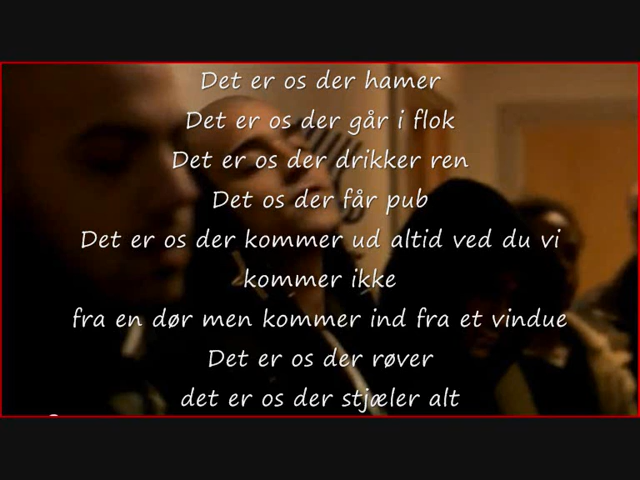 Det er os der hamer
Det er os der går i flok
Det er os der drikker ren
Det os der får pub
Det er os der kommer ud altid ved du vi
kommer ikke
fra en dør men kommer ind fra et vindue
Det er os der røver
det er os der stjæler alt